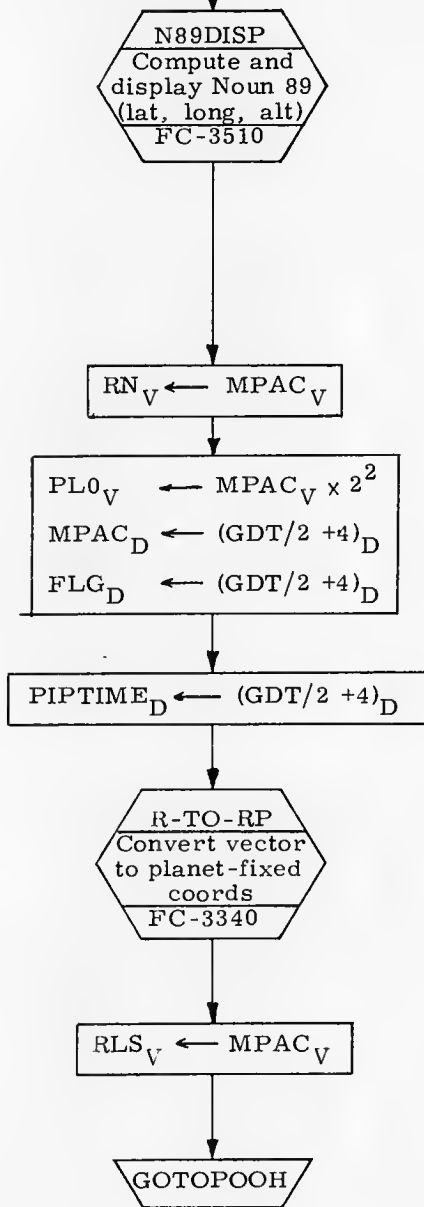 N89DISP
Compute and
display Noun 89
(lat, long, alt)
FC-3510
RN_V ← MPAC_V
PL0_V ← MPAC_V x 2^2
MPAC_D ← (GDT/2 +4)_D
FLG_D ← (GDT/2 +4)_D
PIPTIME_D ← (GDT/2 +4)_D
R-TO-RP
Convert vector
to planet-fixed
coords
FC-3340
RLS_V ← MPAC_V
GOTOPOOH